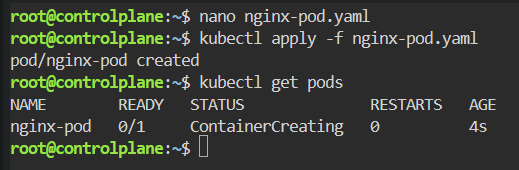 root@controlplane:~$ nano nginx-pod.yaml
root@controlplane:~$ kubectl apply -f nginx-pod.yaml
pod/nginx-pod created
root@controlplane:~$ kubectl get pods
NAME        READY   STATUS              RESTARTS   AGE
nginx-pod   0/1     ContainerCreating   0          4s
root@controlplane:~$